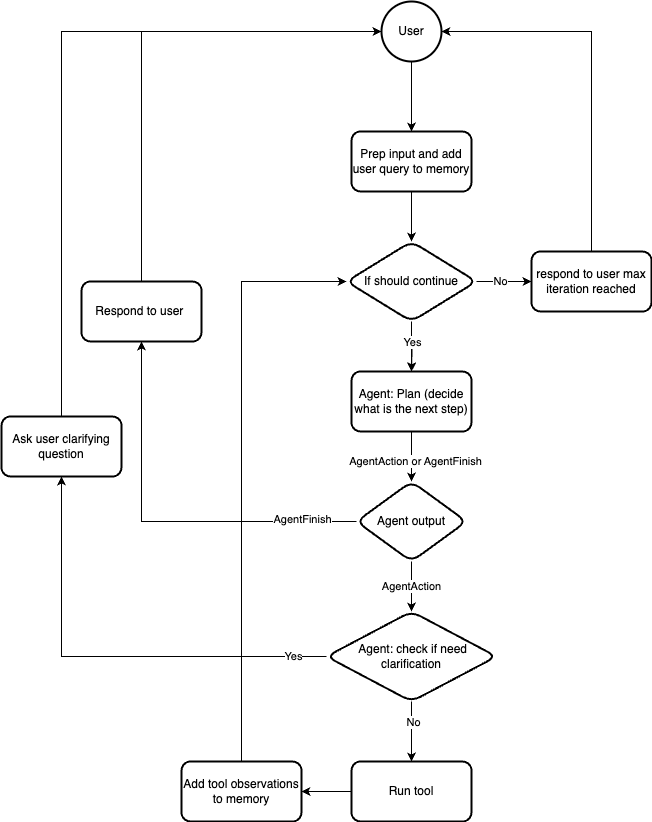 User
Prep input and add
user query to memory
If should continue
No
respond to user max
iteration reached
Respond to user
Yes
Agent: Plan (decide
what is the next step)
Ask user clarifying
question
AgentAction or AgentFinish
AgentFinish
Agent output
AgentAction
Agent: check if need
clarification
Yes
No
Add tool observations
to memory
Run tool